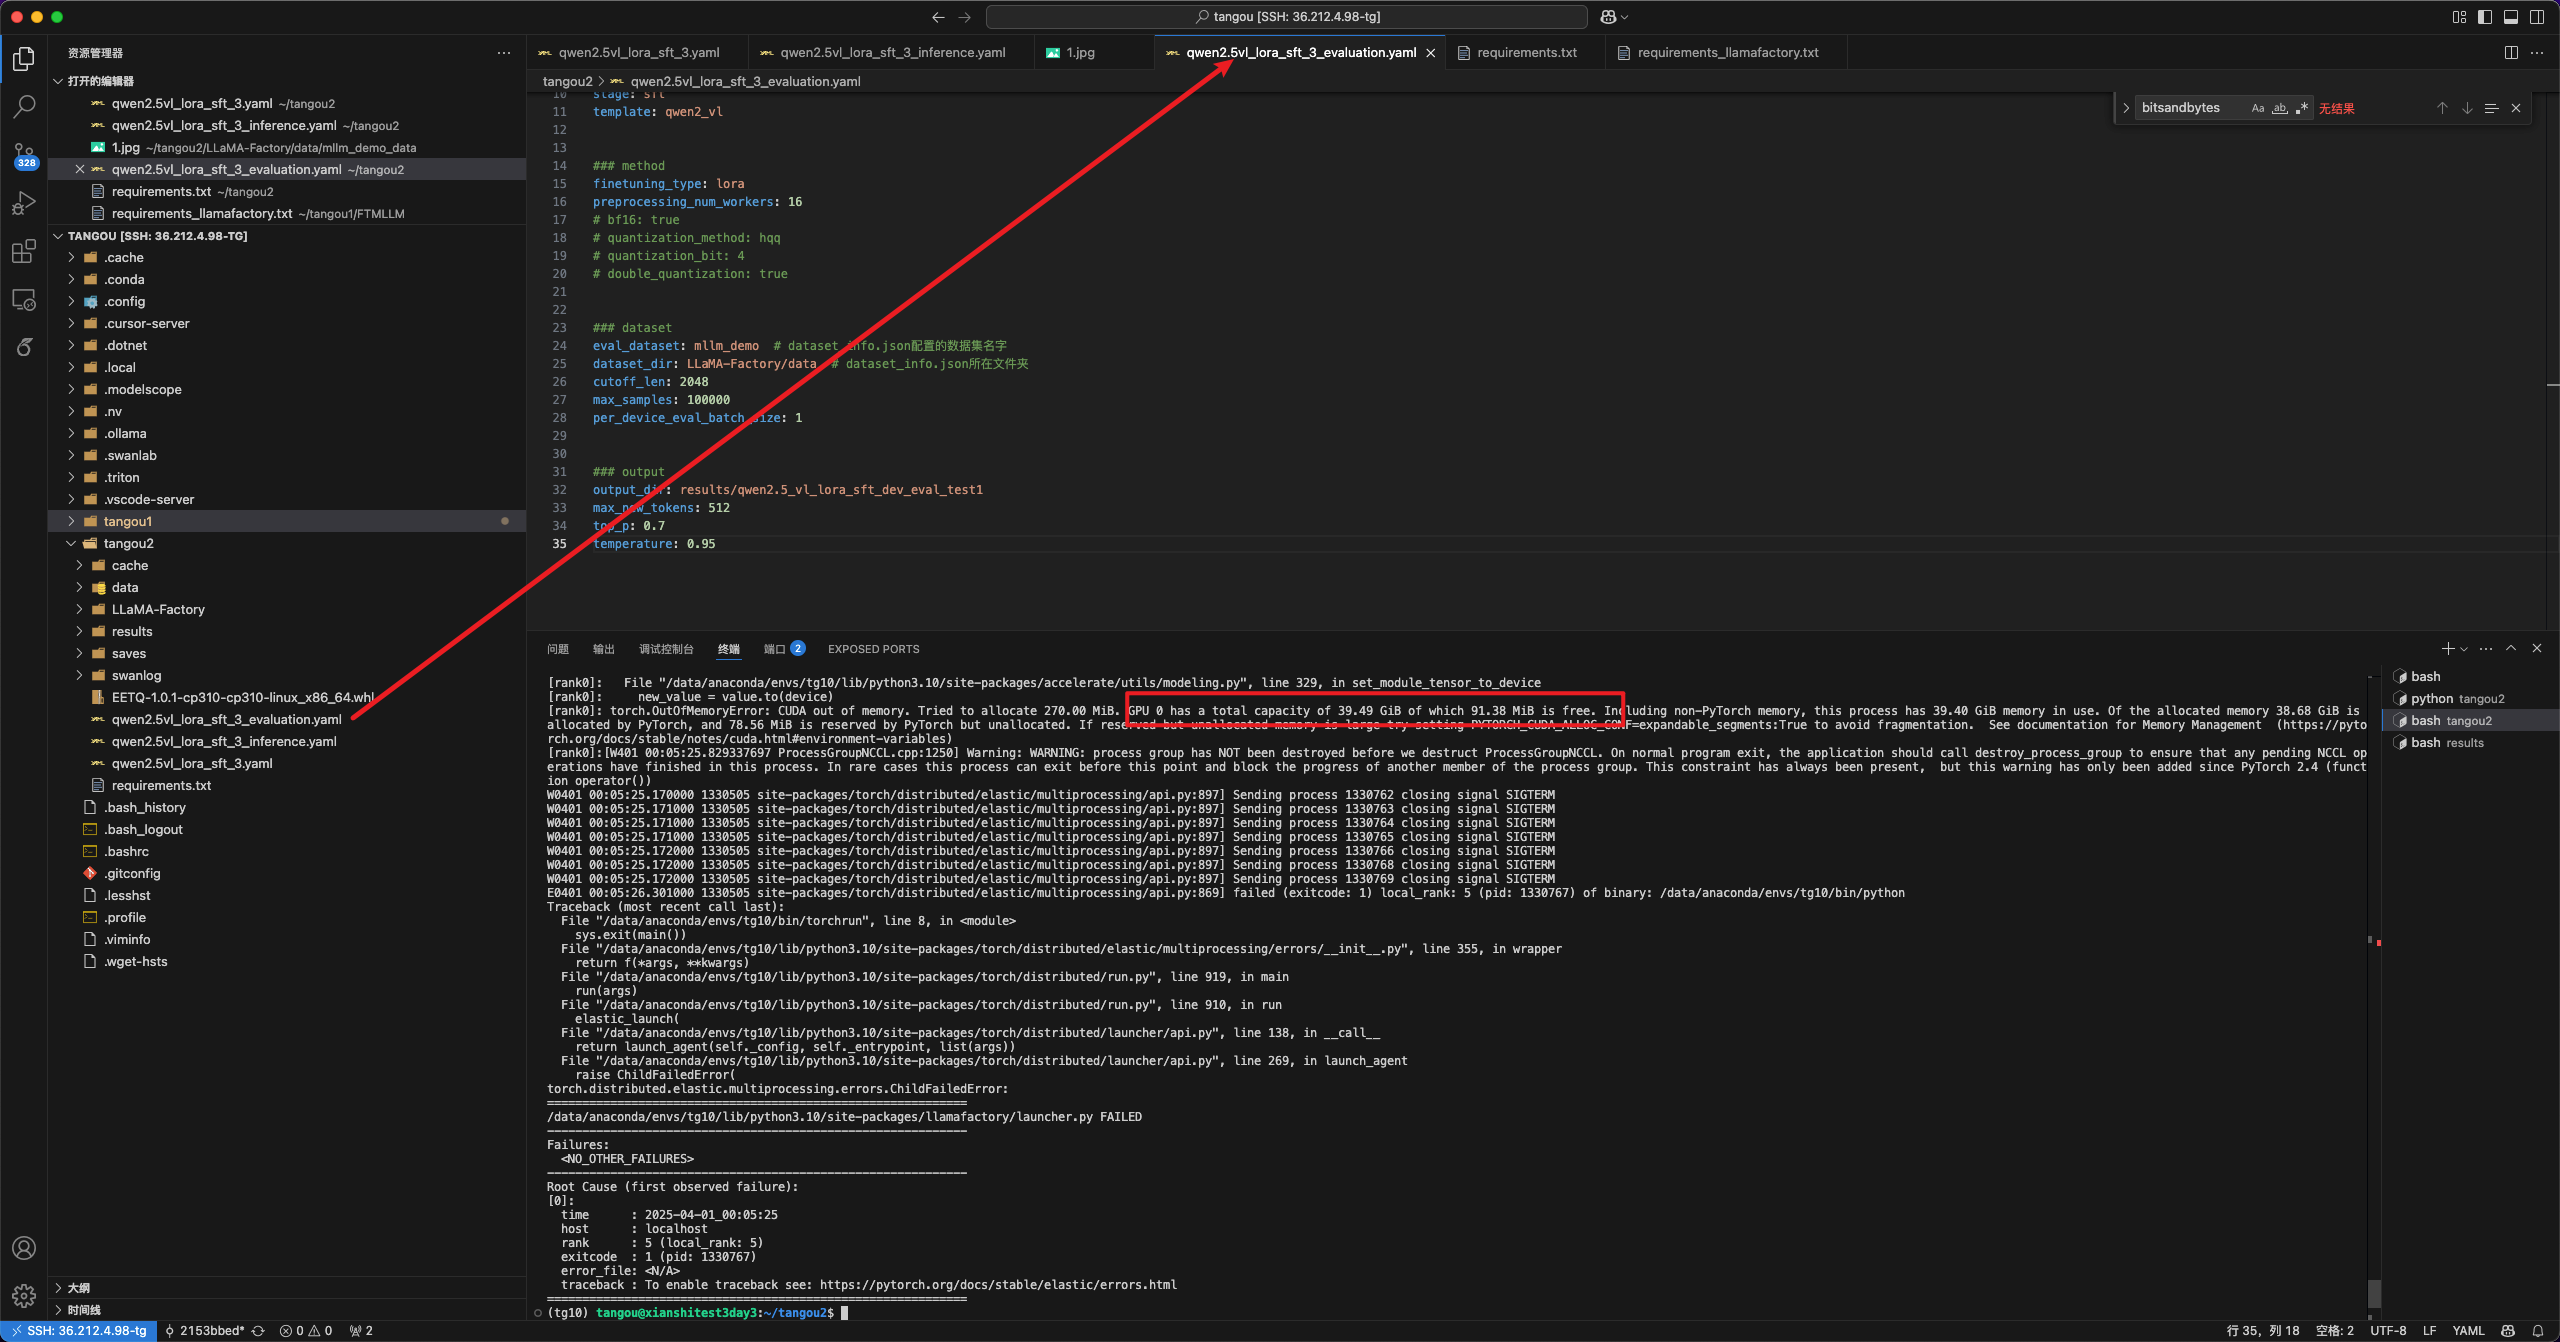 tangou [SSH: 36.212.4.98-tg]
资源管理器
打开的编辑器
qwen2.5vl_lora_sft_3.yaml ~/tangou2
qwen2.5vl_lora_sft_3_inference.yaml ~/tangou2
1.jpg ~/tangou2/LLaMA-Factory/data/mllm_demo_data
qwen2.5vl_lora_sft_3_evaluation.yaml ~/tangou2
requirements.txt ~/tangou2
requirements_llamafactory.txt ~/tangou1/FTMLLM
TANGOU [SSH: 36.212.4.98-TG]
.cache
.conda
.config
.cursor-server
.dotnet
.local
.modelscope
.nv
.ollama
.swanlab
.triton
.vscode-server
tangou1
tangou2
cache
data
LLaMA-Factory
results
saves
swanlog
EETQ-1.0.1-cp310-cp310-linux_x86_64.whl
qwen2.5vl_lora_sft_3_evaluation.yaml
qwen2.5vl_lora_sft_3_inference.yaml
qwen2.5vl_lora_sft_3.yaml
requirements.txt
.bash_history
.bash_logout
.bashrc
.gitconfig
.lesshst
.profile
.viminfo
.wget-hsts
大纲
时间线
328
qwen2.5vl_lora_sft_3.yaml
qwen2.5vl_lora_sft_3_inference.yaml
1.jpg
qwen2.5vl_lora_sft_3_evaluation.yaml
requirements.txt
requirements_llamafactory.txt
tangou2 > qwen2.5vl_lora_sft_3_evaluation.yaml
bitsandbytes Aa ab .* 无结果
10 stage: sft
11 template: qwen2_vl
12
13
14 ### method
15 finetuning_type: lora
16 preprocessing_num_workers: 16
17 # bf16: true
18 # quantization_method: hqq
19 # quantization_bit: 4
20 # double_quantization: true
21
22
23 ### dataset
24 eval_dataset: mllm_demo  # dataset_info.json配置的数据集名字
25 dataset_dir: LLaMA-Factory/data  # dataset_info.json所在文件夹
26 cutoff_len: 2048
27 max_samples: 100000
28 per_device_eval_batch_size: 1
29
30
31 ### output
32 output_dir: results/qwen2.5_vl_lora_sft_dev_eval_test1
33 max_new_tokens: 512
34 top_p: 0.7
35 temperature: 0.95
问题 输出 调试控制台 终端 端口 2 EXPOSED PORTS
[rank0]:   File "/data/anaconda/envs/tg10/lib/python3.10/site-packages/accelerate/utils/modeling.py", line 329, in set_module_tensor_to_device
[rank0]:     new_value = value.to(device)
[rank0]: torch.OutOfMemoryError: CUDA out of memory. Tried to allocate 270.00 MiB. GPU 0 has a total capacity of 39.49 GiB of which 91.38 MiB is free. Including non-PyTorch memory, this process has 39.40 GiB memory in use. Of the allocated memory 38.68 GiB is
allocated by PyTorch, and 78.56 MiB is reserved by PyTorch but unallocated. If reserved but unallocated memory is large try setting PYTORCH_CUDA_ALLOC_CONF=expandable_segments:True to avoid fragmentation.  See documentation for Memory Management  (https://pyto
rch.org/docs/stable/notes/cuda.html#environment-variables)
[rank0]:[W401 00:05:25.829337697 ProcessGroupNCCL.cpp:1250] Warning: WARNING: process group has NOT been destroyed before we destruct ProcessGroupNCCL. On normal program exit, the application should call destroy_process_group to ensure that any pending NCCL op
erations have finished in this process. In rare cases this process can exit before this point and block the progress of another member of the process group. This constraint has always been present,  but this warning has only been added since PyTorch 2.4 (funct
ion operator())
W0401 00:05:25.170000 1330505 site-packages/torch/distributed/elastic/multiprocessing/api.py:897] Sending process 1330762 closing signal SIGTERM
W0401 00:05:25.171000 1330505 site-packages/torch/distributed/elastic/multiprocessing/api.py:897] Sending process 1330763 closing signal SIGTERM
W0401 00:05:25.171000 1330505 site-packages/torch/distributed/elastic/multiprocessing/api.py:897] Sending process 1330764 closing signal SIGTERM
W0401 00:05:25.171000 1330505 site-packages/torch/distributed/elastic/multiprocessing/api.py:897] Sending process 1330765 closing signal SIGTERM
W0401 00:05:25.172000 1330505 site-packages/torch/distributed/elastic/multiprocessing/api.py:897] Sending process 1330766 closing signal SIGTERM
W0401 00:05:25.172000 1330505 site-packages/torch/distributed/elastic/multiprocessing/api.py:897] Sending process 1330768 closing signal SIGTERM
W0401 00:05:25.172000 1330505 site-packages/torch/distributed/elastic/multiprocessing/api.py:897] Sending process 1330769 closing signal SIGTERM
E0401 00:05:26.301000 1330505 site-packages/torch/distributed/elastic/multiprocessing/api.py:869] failed (exitcode: 1) local_rank: 5 (pid: 1330767) of binary: /data/anaconda/envs/tg10/bin/python
Traceback (most recent call last):
  File "/data/anaconda/envs/tg10/bin/torchrun", line 8, in <module>
    sys.exit(main())
  File "/data/anaconda/envs/tg10/lib/python3.10/site-packages/torch/distributed/elastic/multiprocessing/errors/__init__.py", line 355, in wrapper
    return f(*args, **kwargs)
  File "/data/anaconda/envs/tg10/lib/python3.10/site-packages/torch/distributed/run.py", line 919, in main
    run(args)
  File "/data/anaconda/envs/tg10/lib/python3.10/site-packages/torch/distributed/run.py", line 910, in run
    elastic_launch(
  File "/data/anaconda/envs/tg10/lib/python3.10/site-packages/torch/distributed/launcher/api.py", line 138, in __call__
    return launch_agent(self._config, self._entrypoint, list(args))
  File "/data/anaconda/envs/tg10/lib/python3.10/site-packages/torch/distributed/launcher/api.py", line 269, in launch_agent
    raise ChildFailedError(
torch.distributed.elastic.multiprocessing.errors.ChildFailedError:
============================================================
/data/anaconda/envs/tg10/lib/python3.10/site-packages/llamafactory/launcher.py FAILED
------------------------------------------------------------
Failures:
  <NO_OTHER_FAILURES>
------------------------------------------------------------
Root Cause (first observed failure):
[0]:
  time      : 2025-04-01_00:05:25
  host      : localhost
  rank      : 5 (local_rank: 5)
  exitcode  : 1 (pid: 1330767)
  error_file: <N/A>
  traceback : To enable traceback see: https://pytorch.org/docs/stable/elastic/errors.html
============================================================
(tg10) tangou@xianshitest3day3:~/tangou2$
bash
python tangou2
bash tangou2
bash results
SSH: 36.212.4.98-tg 2153bbed* 0 0 2
行 35，列 18 空格: 2 UTF-8 LF YAML